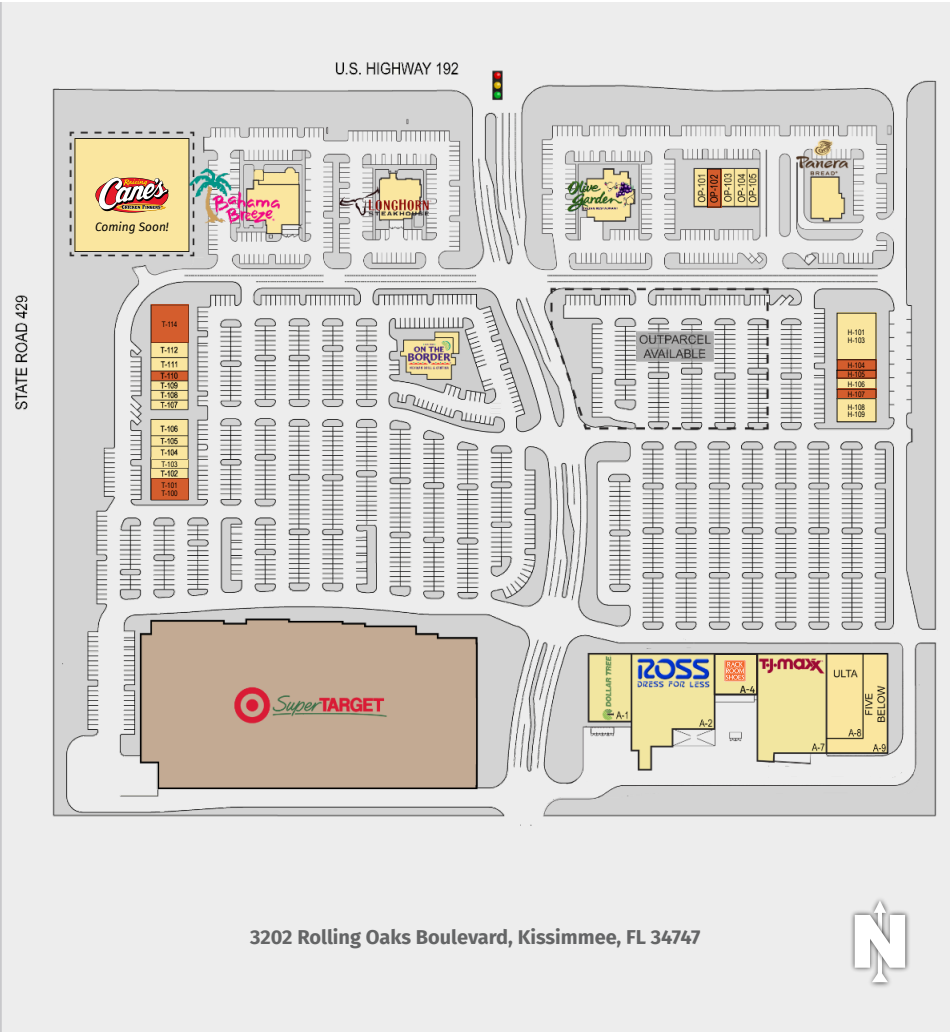 U.S. HIGHWAY 192
STATE ROAD 429
Raising
Cane's
CHICKEN FINGERS
Coming Soon!
Bahama
Breeze
LONGHORN
STEAKHOUSE
Olive
Garden
OP-101
OP-102
OP-103
OP-104
OP-105
Panera
BREAD
T-114
T-112
T-111
T-110
T-109
T-108
T-107
T-106
T-105
T-104
T-103
T-102
T-101
T-100
ON THE
BORDER
OUTPARCEL
AVAILABLE
H-101
H-103
H-104
H-105
H-106
H-107
H-108
H-109
SuperTARGET
DOLLAR TREE
A-1
ROSS
DRESS FOR LESS
A-2
RACK
ROOM
SHOES
A-4
T.J.maxx
A-7
ULTA
A-8
FIVE
BELOW
A-9
3202 Rolling Oaks Boulevard, Kissimmee, FL 34747
N